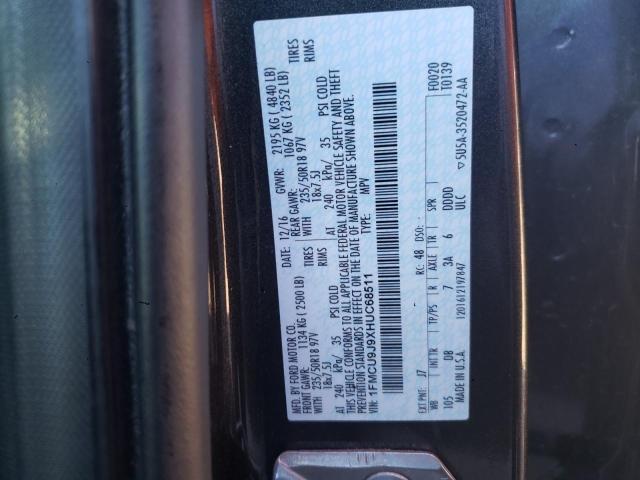 MFD. BY FORD MOTOR CO.
DATE: 12/16 GVWR: 2195 KG ( 4840 LB)
FRONT GAWR: 1134 KG ( 2500 LB) REAR GAWR: 1067 KG ( 2352 LB)
235/50R18 97V TIRES WITH 235/50R18 97V TIRES
WITH 18x7.5J RIMS 18x7.5J RIMS
AT 240 kPa/ 35 PSI COLD AT 240 kPa/ 35 PSI COLD
THIS VEHICLE CONFORMS TO ALL APPLICABLE FEDERAL MOTOR VEHICLE SAFETY AND THEFT
PREVENTION STANDARDS IN EFFECT ON THE DATE OF MANUFACTURE SHOWN ABOVE.
VIN: 1FMCU9J9XHUC68511 TYPE: MPV
F0020
T0139
EXT PNT: J7 RC: 48 DSO:
WB INT TR TP/PS R AXLE TR SPR
105 DB 7 3A 6 DDDD
MADE IN U.S.A. ULC
120161219784 7 ▽5U5A-3520472-AA